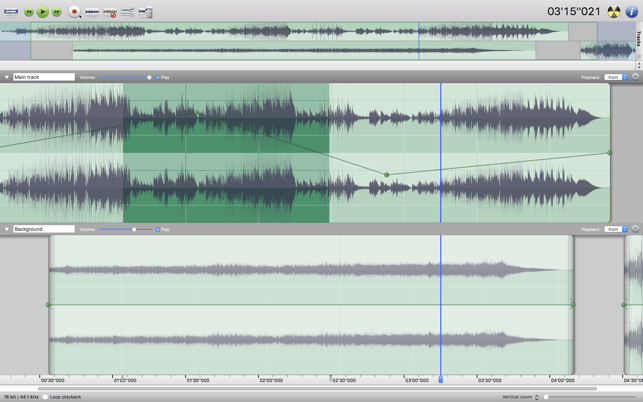 03'15"021
Tracks
Main track
Volume:
Play
Playback: front
Background
Volume:
Play
Playback: front
00:30"000 01:00"000 01:30"000 02:00"000 02:30"000 03:00"000 03:30"000 04:00"000 04:30"00
16 bit / 44.1 kHz
Loop playback
Vertical zoom